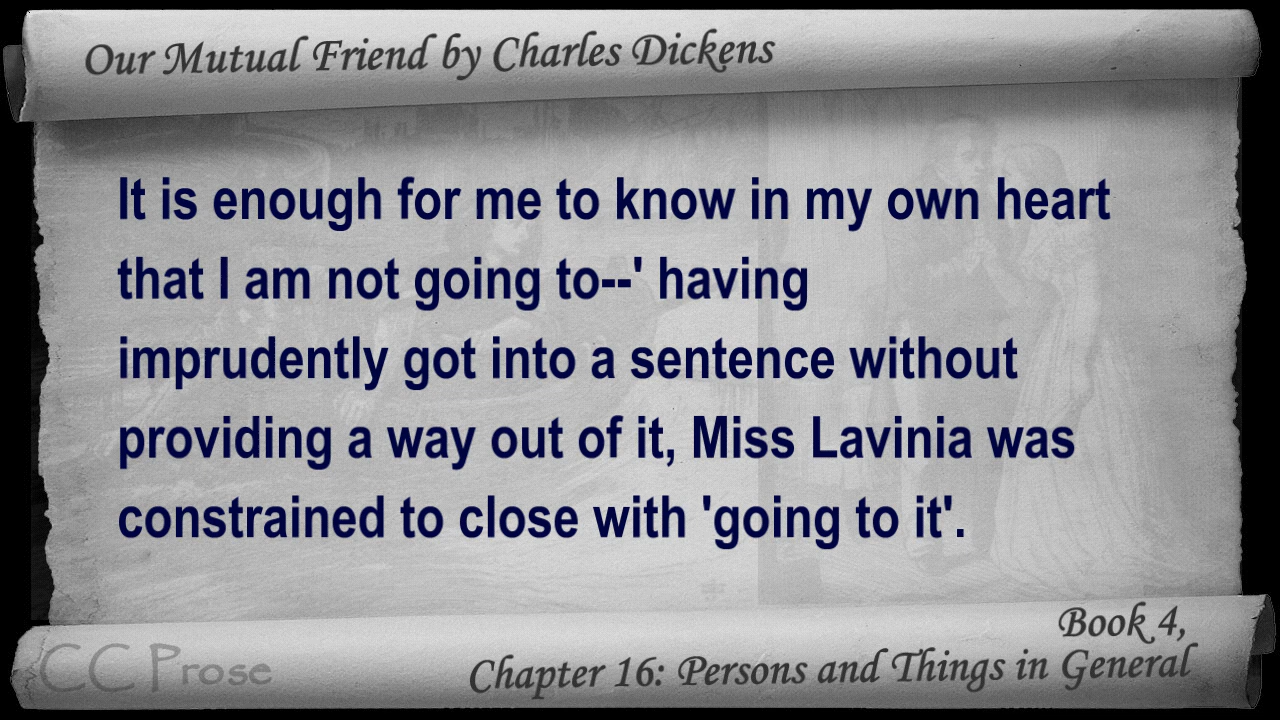 Our Mutual Friend by Charles Dickens
It is enough for me to know in my own heart
that I am not going to--' having
imprudently got into a sentence without
providing a way out of it, Miss Lavinia was
constrained to close with 'going to it'.
Book 4,
Chapter 16: Persons and Things in General
CC Prose